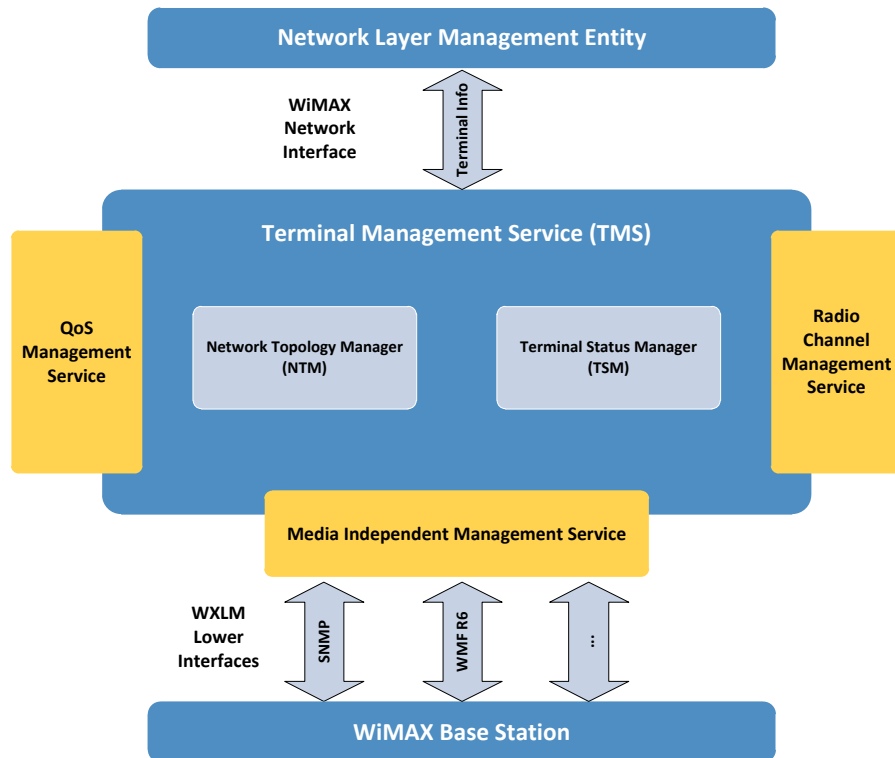 Network Layer Management Entity
WiMAX
Network
Interface
Terminal Info
Terminal Management Service (TMS)
QoS
Management
Service
Network Topology Manager
(NTM)
Terminal Status Manager
(TSM)
Radio
Channel
Management
Service
Media Independent Management Service
WXLM
Lower
Interfaces
SNMP
WMF R6
...
WiMAX Base Station